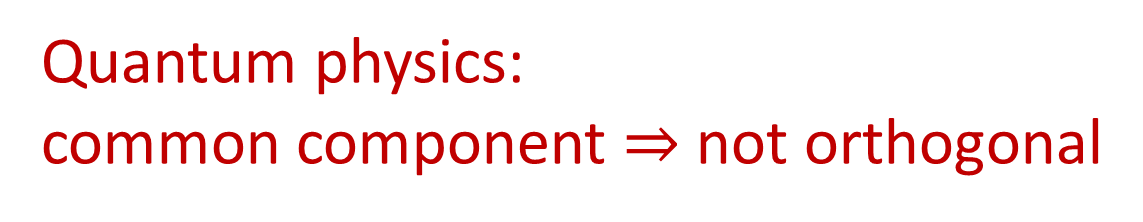 Quantum physics:
common component ⇒ not orthogonal